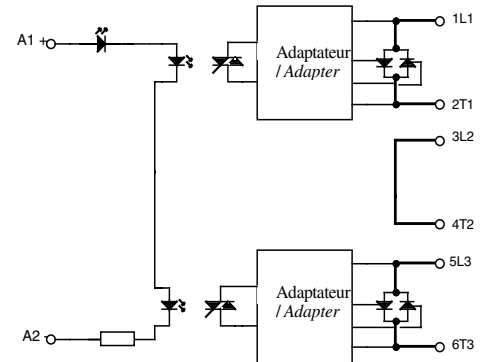 A1 +
1L1
Adaptateur
/ Adapter
2T1
3L2
4T2
5L3
Adaptateur
/ Adapter
A2 -
6T3